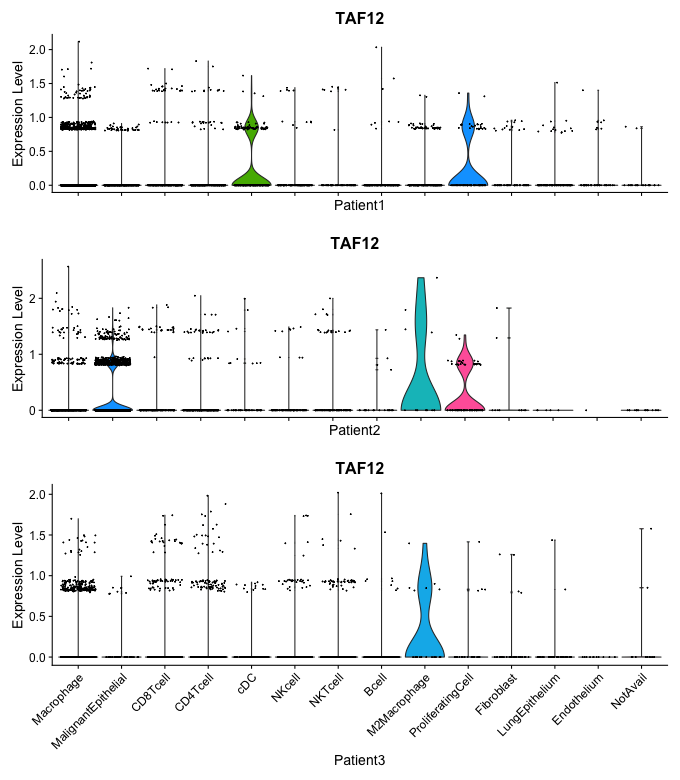 TAF12
Expression Level
2.0
1.5
1.0
0.5
0.0
Patient1
TAF12
Expression Level
2
1
0
Patient2
TAF12
Expression Level
2.0
1.5
1.0
0.5
0.0
Macrophage
MalignantEpithelial
CD8Tcell
CD4Tcell
cDC
NKcell
NKTcell
Bcell
M2Macrophage
ProliferatingCell
Fibroblast
LungEpithelium
Endothelium
NotAvail
Patient3